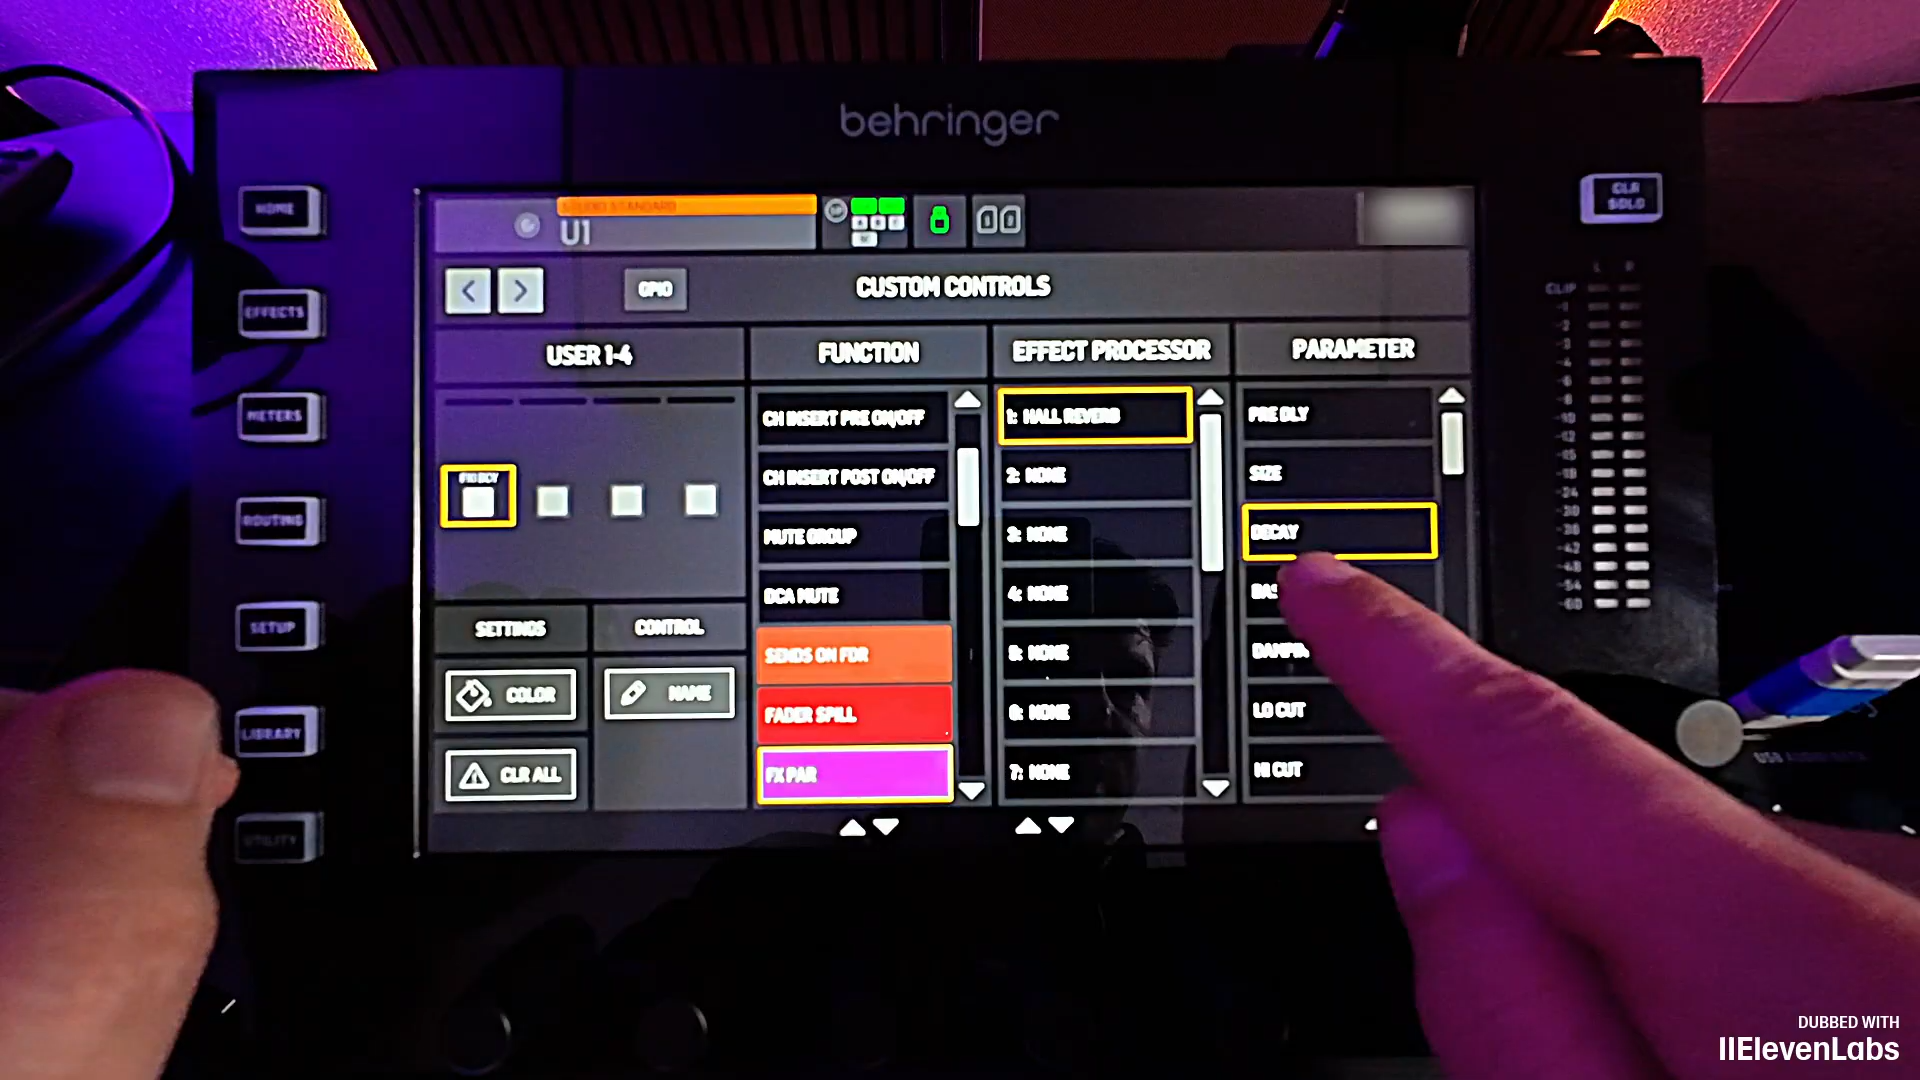 behringer
HOME
EFFECTS
METERS
ROUTING
SETUP
LIBRARY
UTILITY
CLR
SOLO
STUDIO STANDARD
U1
GPIO
CUSTOM CONTROLS
USER 1-4
FUNCTION
EFFECT PROCESSOR
PARAMETER
CH INSERT PRE ON/OFF
CH INSERT POST ON/OFF
MUTE GROUP
DCA MUTE
SENDS ON FDR
FADER SPILL
FX PAR
1: HALL REVERB
2: NONE
3: NONE
4: NONE
5: NONE
6: NONE
7: NONE
PRE DLY
SIZE
DECAY
LO CUT
HI CUT
SETTINGS
CONTROL
COLOR
NAME
CLR ALL
CLIP
DUBBED WITH
IIElevenLabs